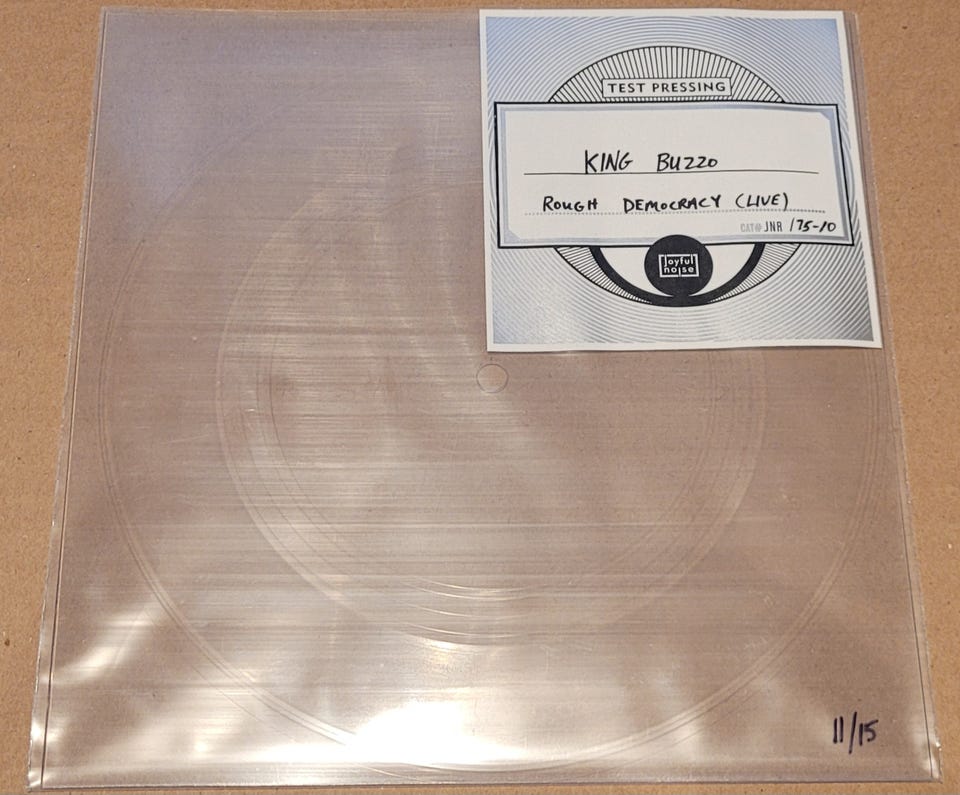 TEST PRESSING
KING BUZZO
ROUGH DEMOCRACY (LIVE)
CAT# JNR 175-10
joyful
noise
11/15